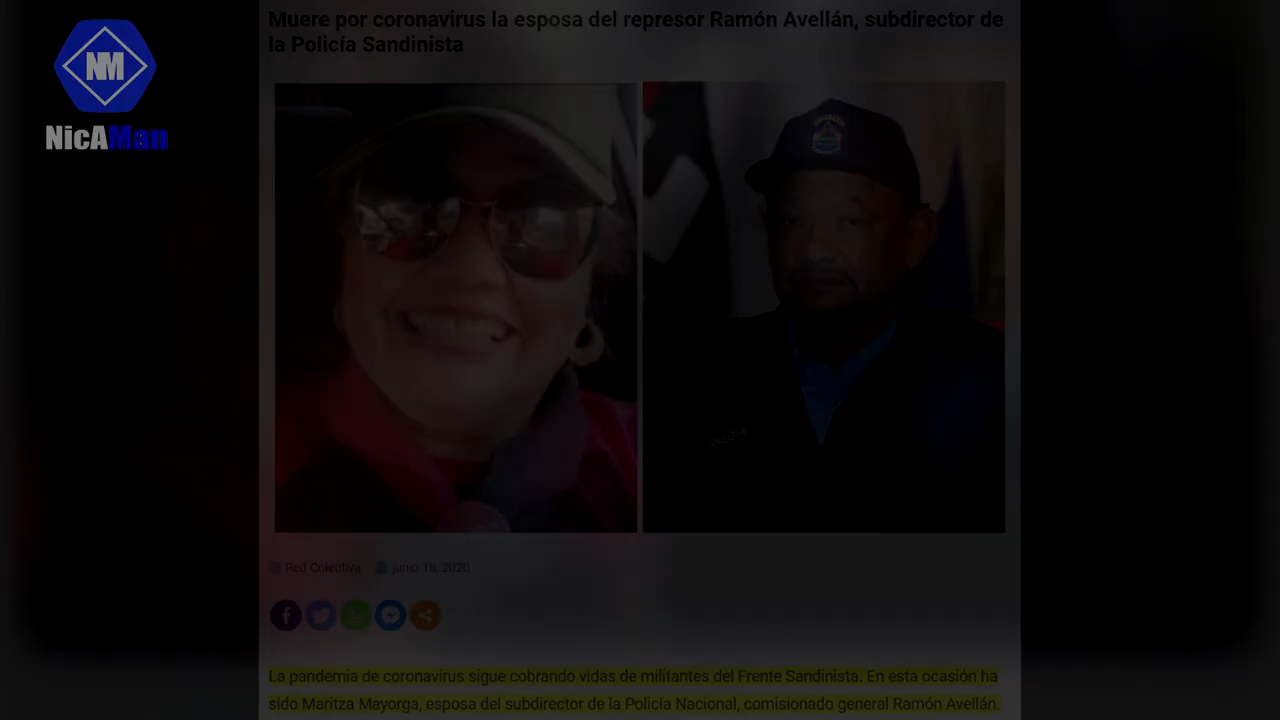 Muere por coronavirus la esposa del represor Ramón Avellán, subdirector de
la Policía Sandinista
NM
NicAMan
Red Colectiva junio 18, 2020
La pandemia de coronavirus sigue cobrando vidas de militantes del Frente Sandinista. En esta ocasión ha
sido Maritza Mayorga, esposa del subdirector de la Policía Nacional, comisionado general Ramón Avellán.